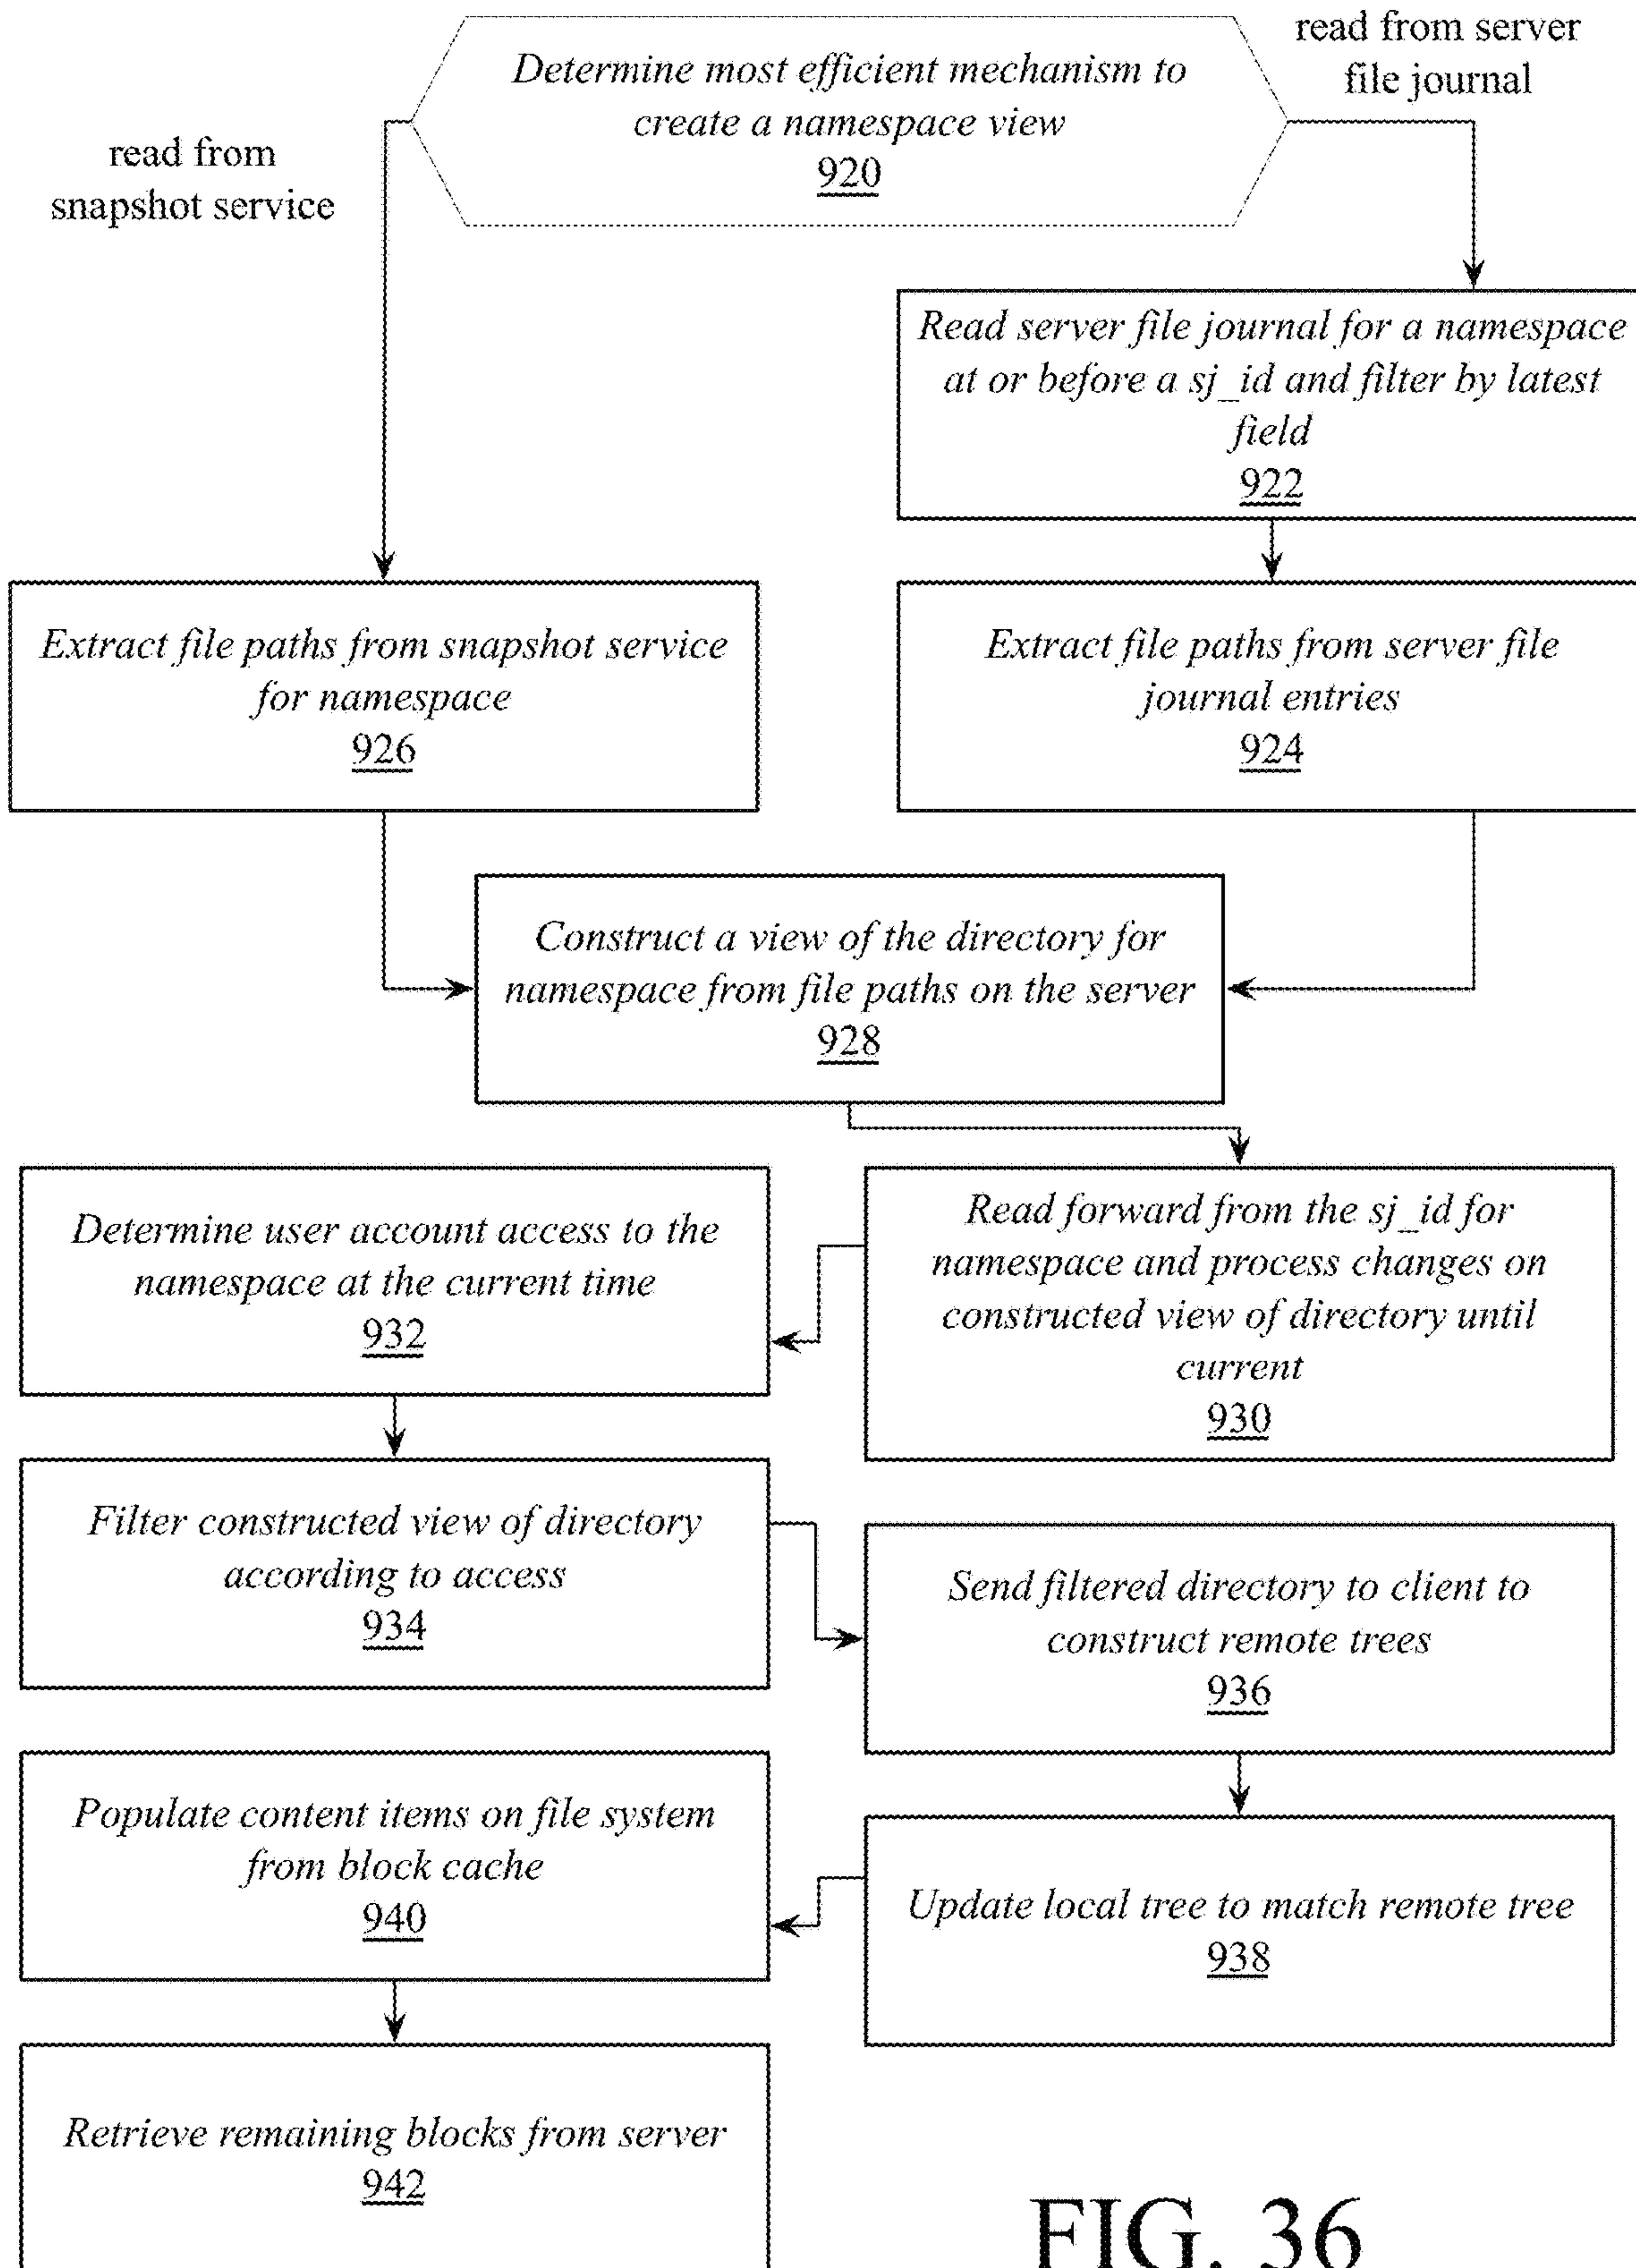 read from server
file journal
Determine most efficient mechanism to
create a namespace view
920
read from
snapshot service
Read server file journal for a namespace
at or before a sj_id and filter by latest
field
922
Extract file paths from snapshot service
for namespace
926
Extract file paths from server file
journal entries
924
Construct a view of the directory for
namespace from file paths on the server
928
Read forward from the sj_id for
namespace and process changes on
constructed view of directory until
current
930
Determine user account access to the
namespace at the current time
932
Filter constructed view of directory
according to access
934
Send filtered directory to client to
construct remote trees
936
Update local tree to match remote tree
938
Populate content items on file system
from block cache
940
Retrieve remaining blocks from server
942
FIG. 36